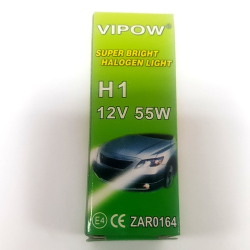 VIPOW®
SUPER BRIGHT
HALOGEN LIGHT
H1
12V 55W
E4 CE ZAR0164